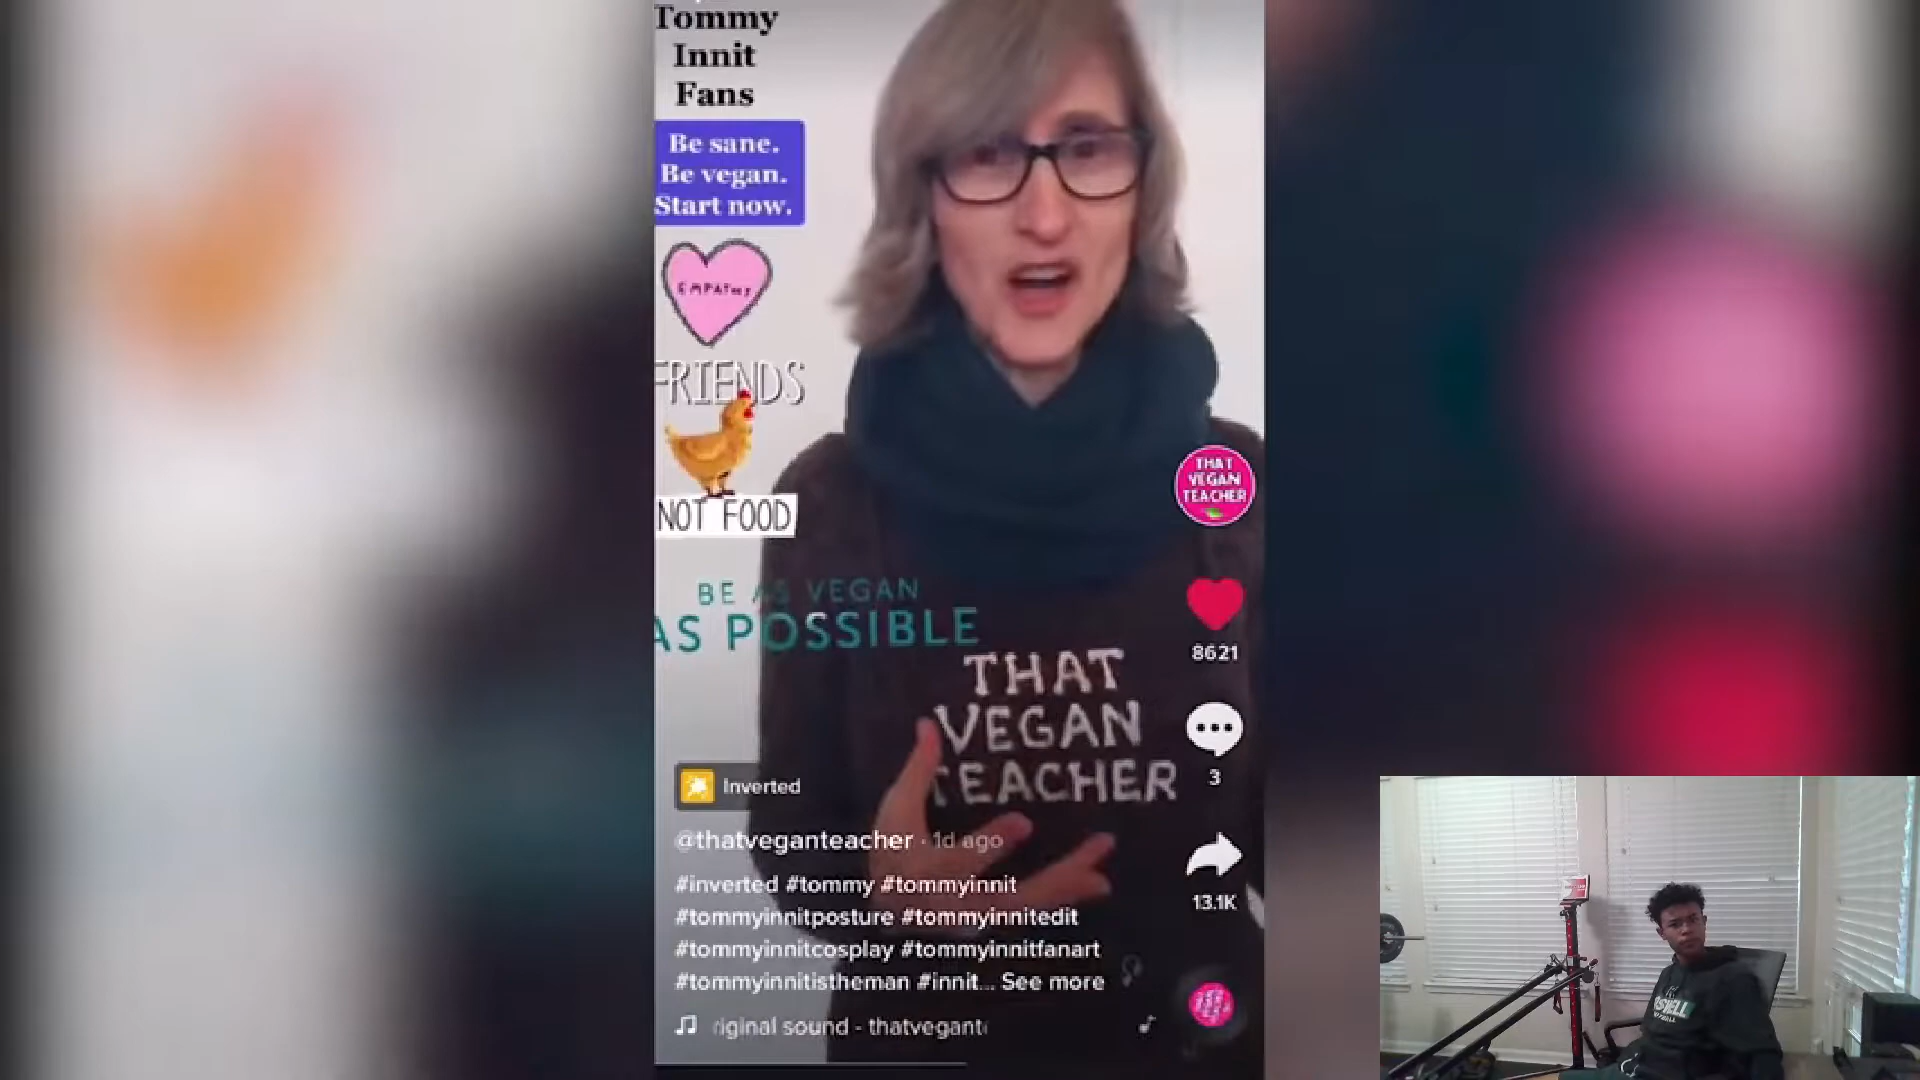 Tommy
Innit
Fans
Be sane.
Be vegan.
Start now.
EMPATHY
FRIENDS
NOT FOOD
BE AS VEGAN
AS POSSIBLE
THAT
VEGAN
TEACHER
THAT
VEGAN
TEACHER
8621
3
13.1K
Inverted
@thatveganteacher · 1d ago
#inverted #tommy #tommyinnit
#tommyinnitposture #tommyinnitedit
#tommyinnitcosplay #tommyinnitfanart
#tommyinnitistheman #innit... See more
riginal sound - thatvegant